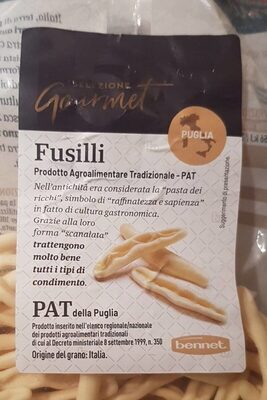 SELEZIONE
Gourmet
PUGLIA
Fusilli
Prodotto Agroalimentare Tradizionale - PAT
Nell'antichità era considerata la "pasta dei
ricchi", simbolo di "raffinatezza e sapienza"
in fatto di cultura gastronomica.
Grazie alla loro
forma "scanalata"
trattengono
molto bene
tutti i tipi di
condimento.
Suggerimento di presentazione.
PAT della Puglia
Prodotto inserito nell'elenco regionale/nazionale
dei prodotti agroalimentari tradizionali
di cui al Decreto ministeriale 8 settembre 1999, n. 350
Origine del grano: Italia.
bennet